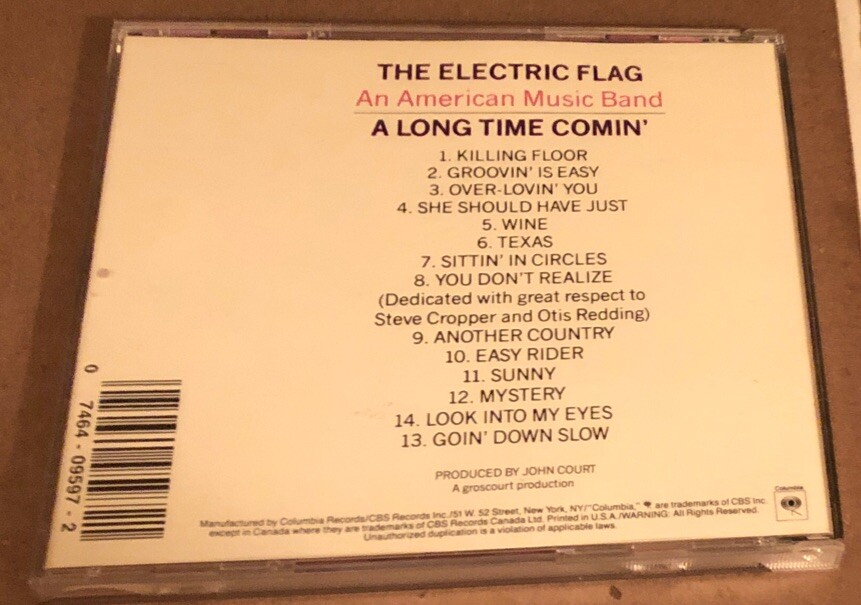 THE ELECTRIC FLAG
An American Music Band
A LONG TIME COMIN'
1. KILLING FLOOR
2. GROOVIN' IS EASY
3. OVER-LOVIN' YOU
4. SHE SHOULD HAVE JUST
5. WINE
6. TEXAS
7. SITTIN' IN CIRCLES
8. YOU DON'T REALIZE
(Dedicated with great respect to
Steve Cropper and Otis Redding)
9. ANOTHER COUNTRY
10. EASY RIDER
11. SUNNY
12. MYSTERY
14. LOOK INTO MY EYES
13. GOIN' DOWN SLOW
PRODUCED BY JOHN COURT
A groscourt production
Manufactured by Columbia Records/CBS Records Inc./51 W. 52 Street, New York, NY/"Columbia," are trademarks of CBS Inc.
except in Canada where they are trademarks of CBS Records Canada Ltd. Printed in U.S.A./WARNING: All Rights Reserved.
Unauthorized duplication is a violation of applicable laws.
Columbia
0 7464-09597-2